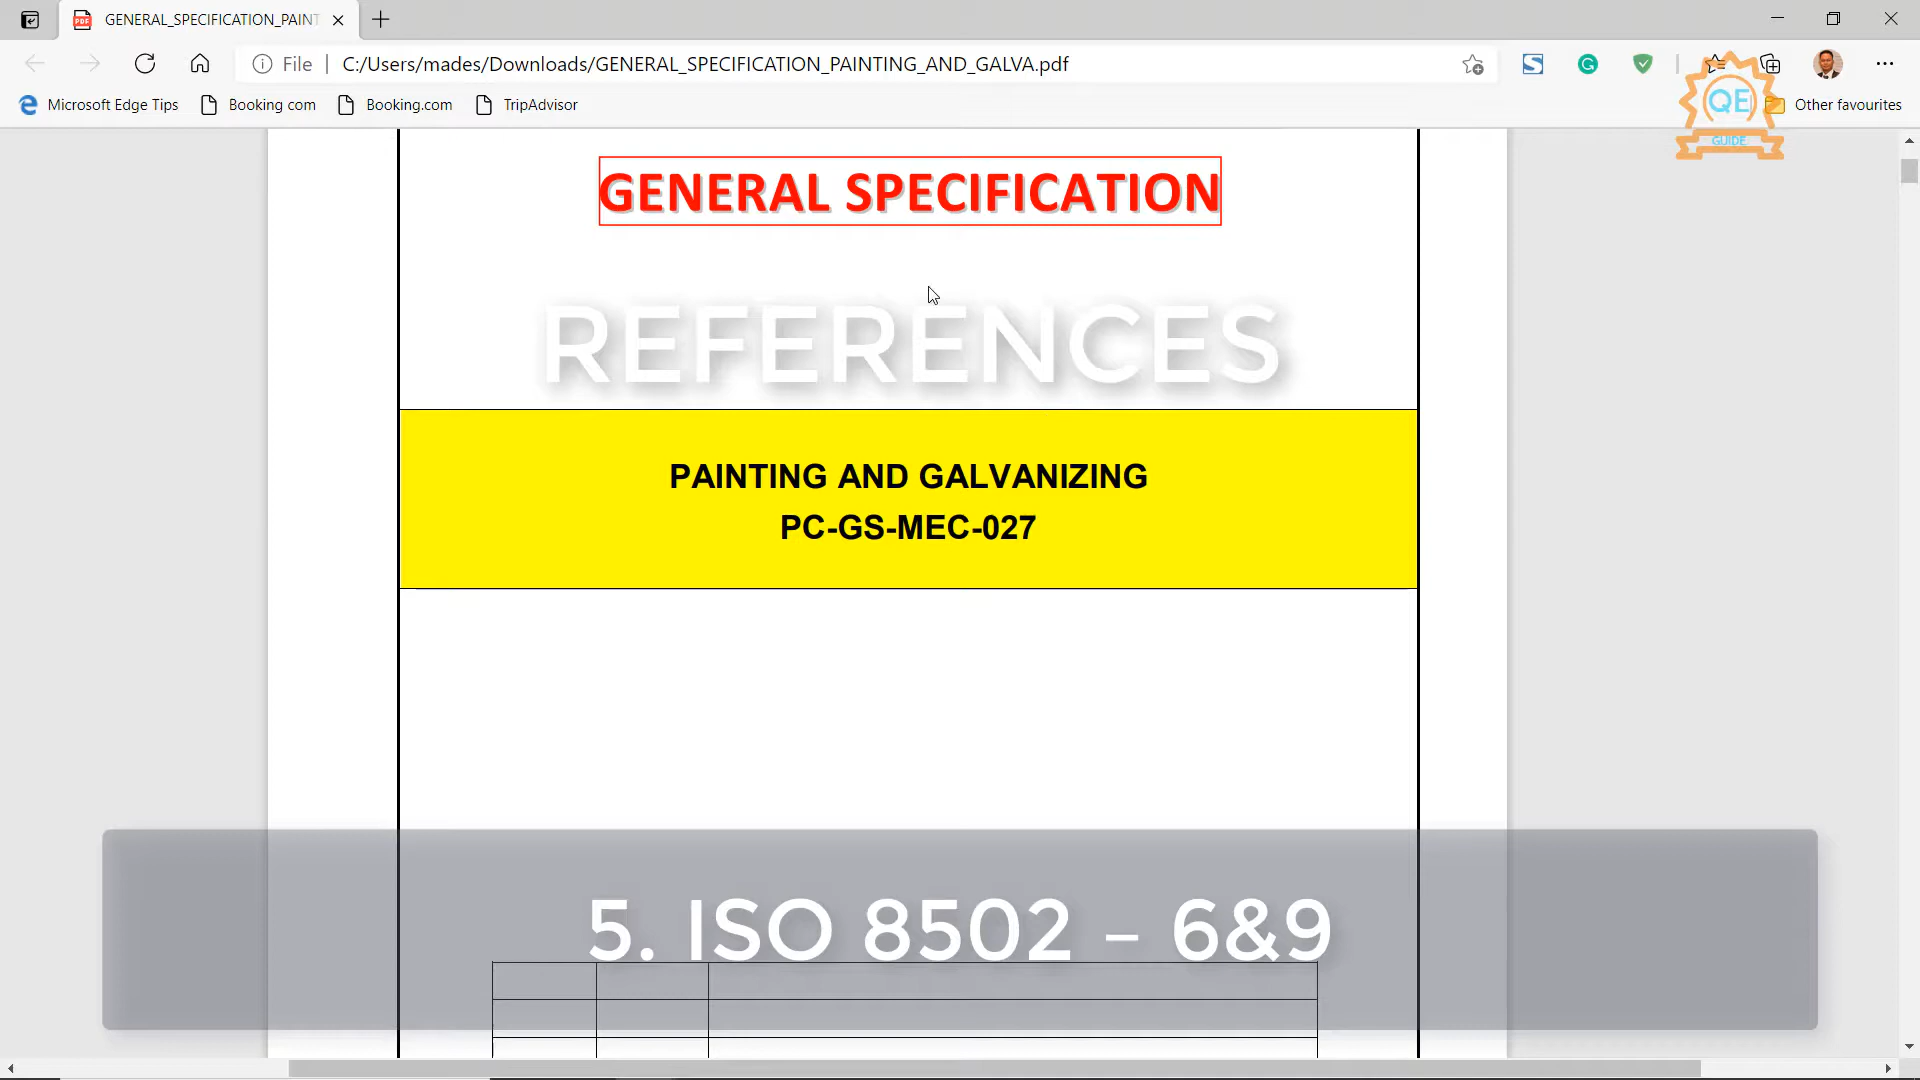 GENERAL_SPECIFICATION_PAINT
File
C:/Users/mades/Downloads/GENERAL_SPECIFICATION_PAINTING_AND_GALVA.pdf
Microsoft Edge Tips
Booking com
Booking.com
TripAdvisor
Other favourites
QE
GUIDE
GENERAL SPECIFICATION
REFERENCES
PAINTING AND GALVANIZING
PC-GS-MEC-027
5. ISO 8502 – 6&9